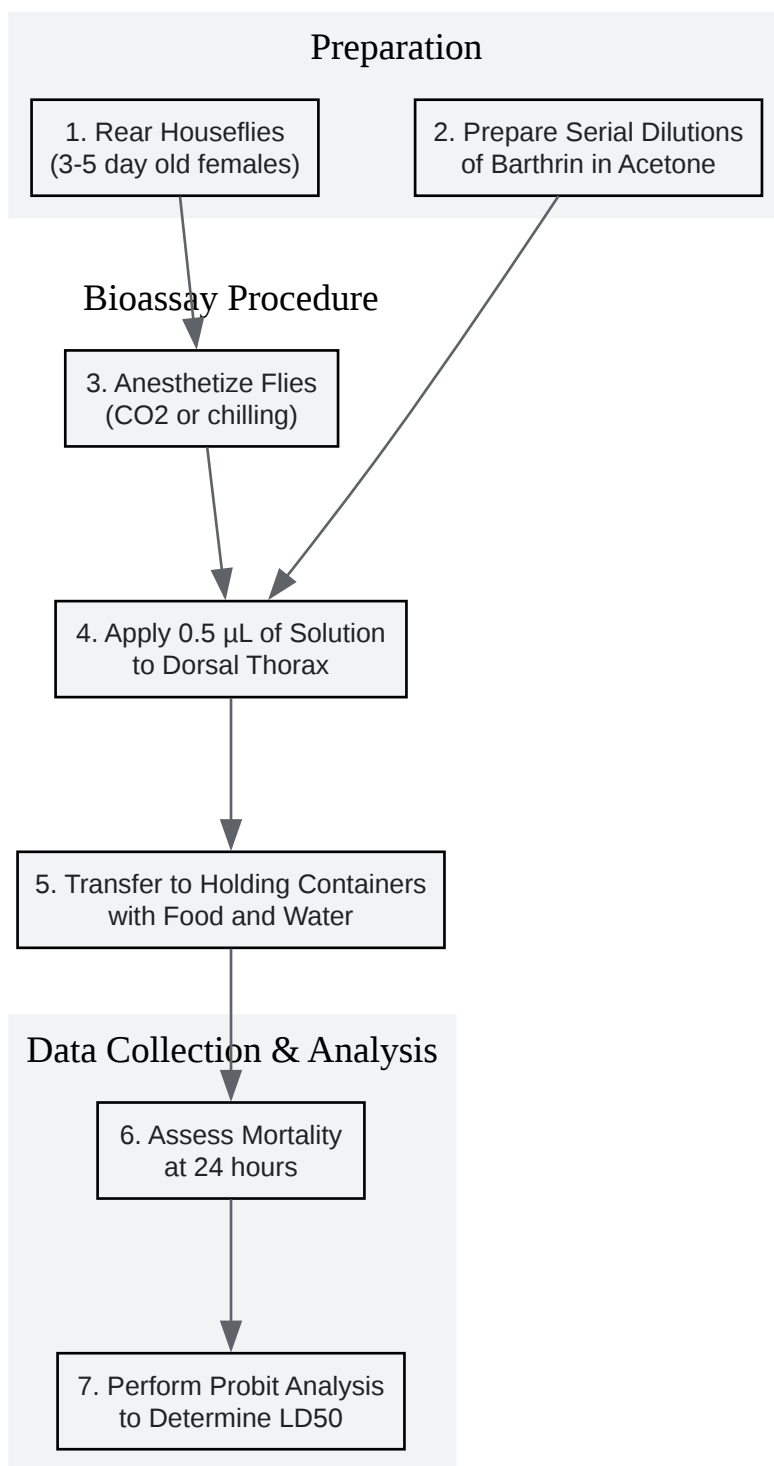 Preparation
1. Rear Houseflies
(3-5 day old females)
2. Prepare Serial Dilutions
of Barthrin in Acetone
Bioassay Procedure
3. Anesthetize Flies
(CO2 or chilling)
4. Apply 0.5 µL of Solution
to Dorsal Thorax
5. Transfer to Holding Containers
with Food and Water
Data Collection & Analysis
6. Assess Mortality
at 24 hours
7. Perform Probit Analysis
to Determine LD50